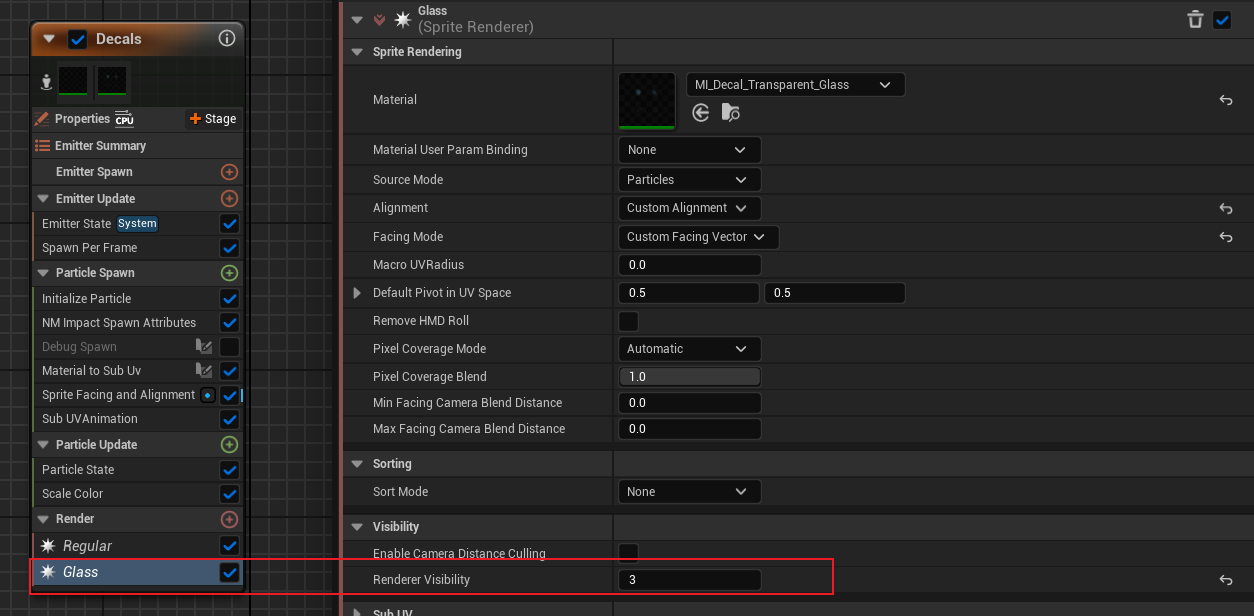 Decals
Properties CPU + Stage
Emitter Summary
Emitter Spawn
Emitter Update
Emitter State System
Spawn Per Frame
Particle Spawn
Initialize Particle
NM Impact Spawn Attributes
Debug Spawn
Material to Sub Uv
Sprite Facing and Alignment
Sub UVAnimation
Particle Update
Particle State
Scale Color
Render
Regular
Glass
Glass
(Sprite Renderer)
Sprite Rendering
Material
MI_Decal_Transparent_Glass
Material User Param Binding None
Source Mode Particles
Alignment Custom Alignment
Facing Mode Custom Facing Vector
Macro UVRadius 0.0
Default Pivot in UV Space 0.5 0.5
Remove HMD Roll
Pixel Coverage Mode Automatic
Pixel Coverage Blend 1.0
Min Facing Camera Blend Distance 0.0
Max Facing Camera Blend Distance 0.0
Sorting
Sort Mode None
Visibility
Enable Camera Distance Culling
Renderer Visibility 3
Sub UV